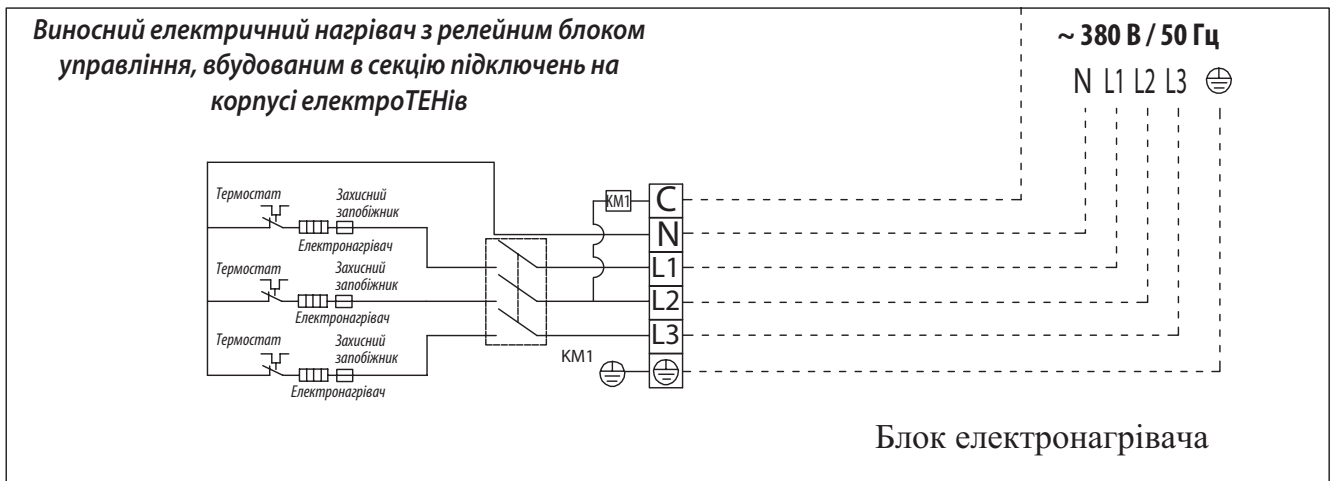 Виносний електричний нагрівач з релейним блоком
управління, вбудованим в секцію підключень на
корпусі електроТЕНів
~ 380 В / 50 Гц
N L1 L2 L3
Термостат
Захисний
запобіжник
Електронагрівач
Термостат
Захисний
запобіжник
Електронагрівач
Термостат
Захисний
запобіжник
Електронагрівач
KM1
C
N
L1
L2
L3
KM1
Блок електронагрівача